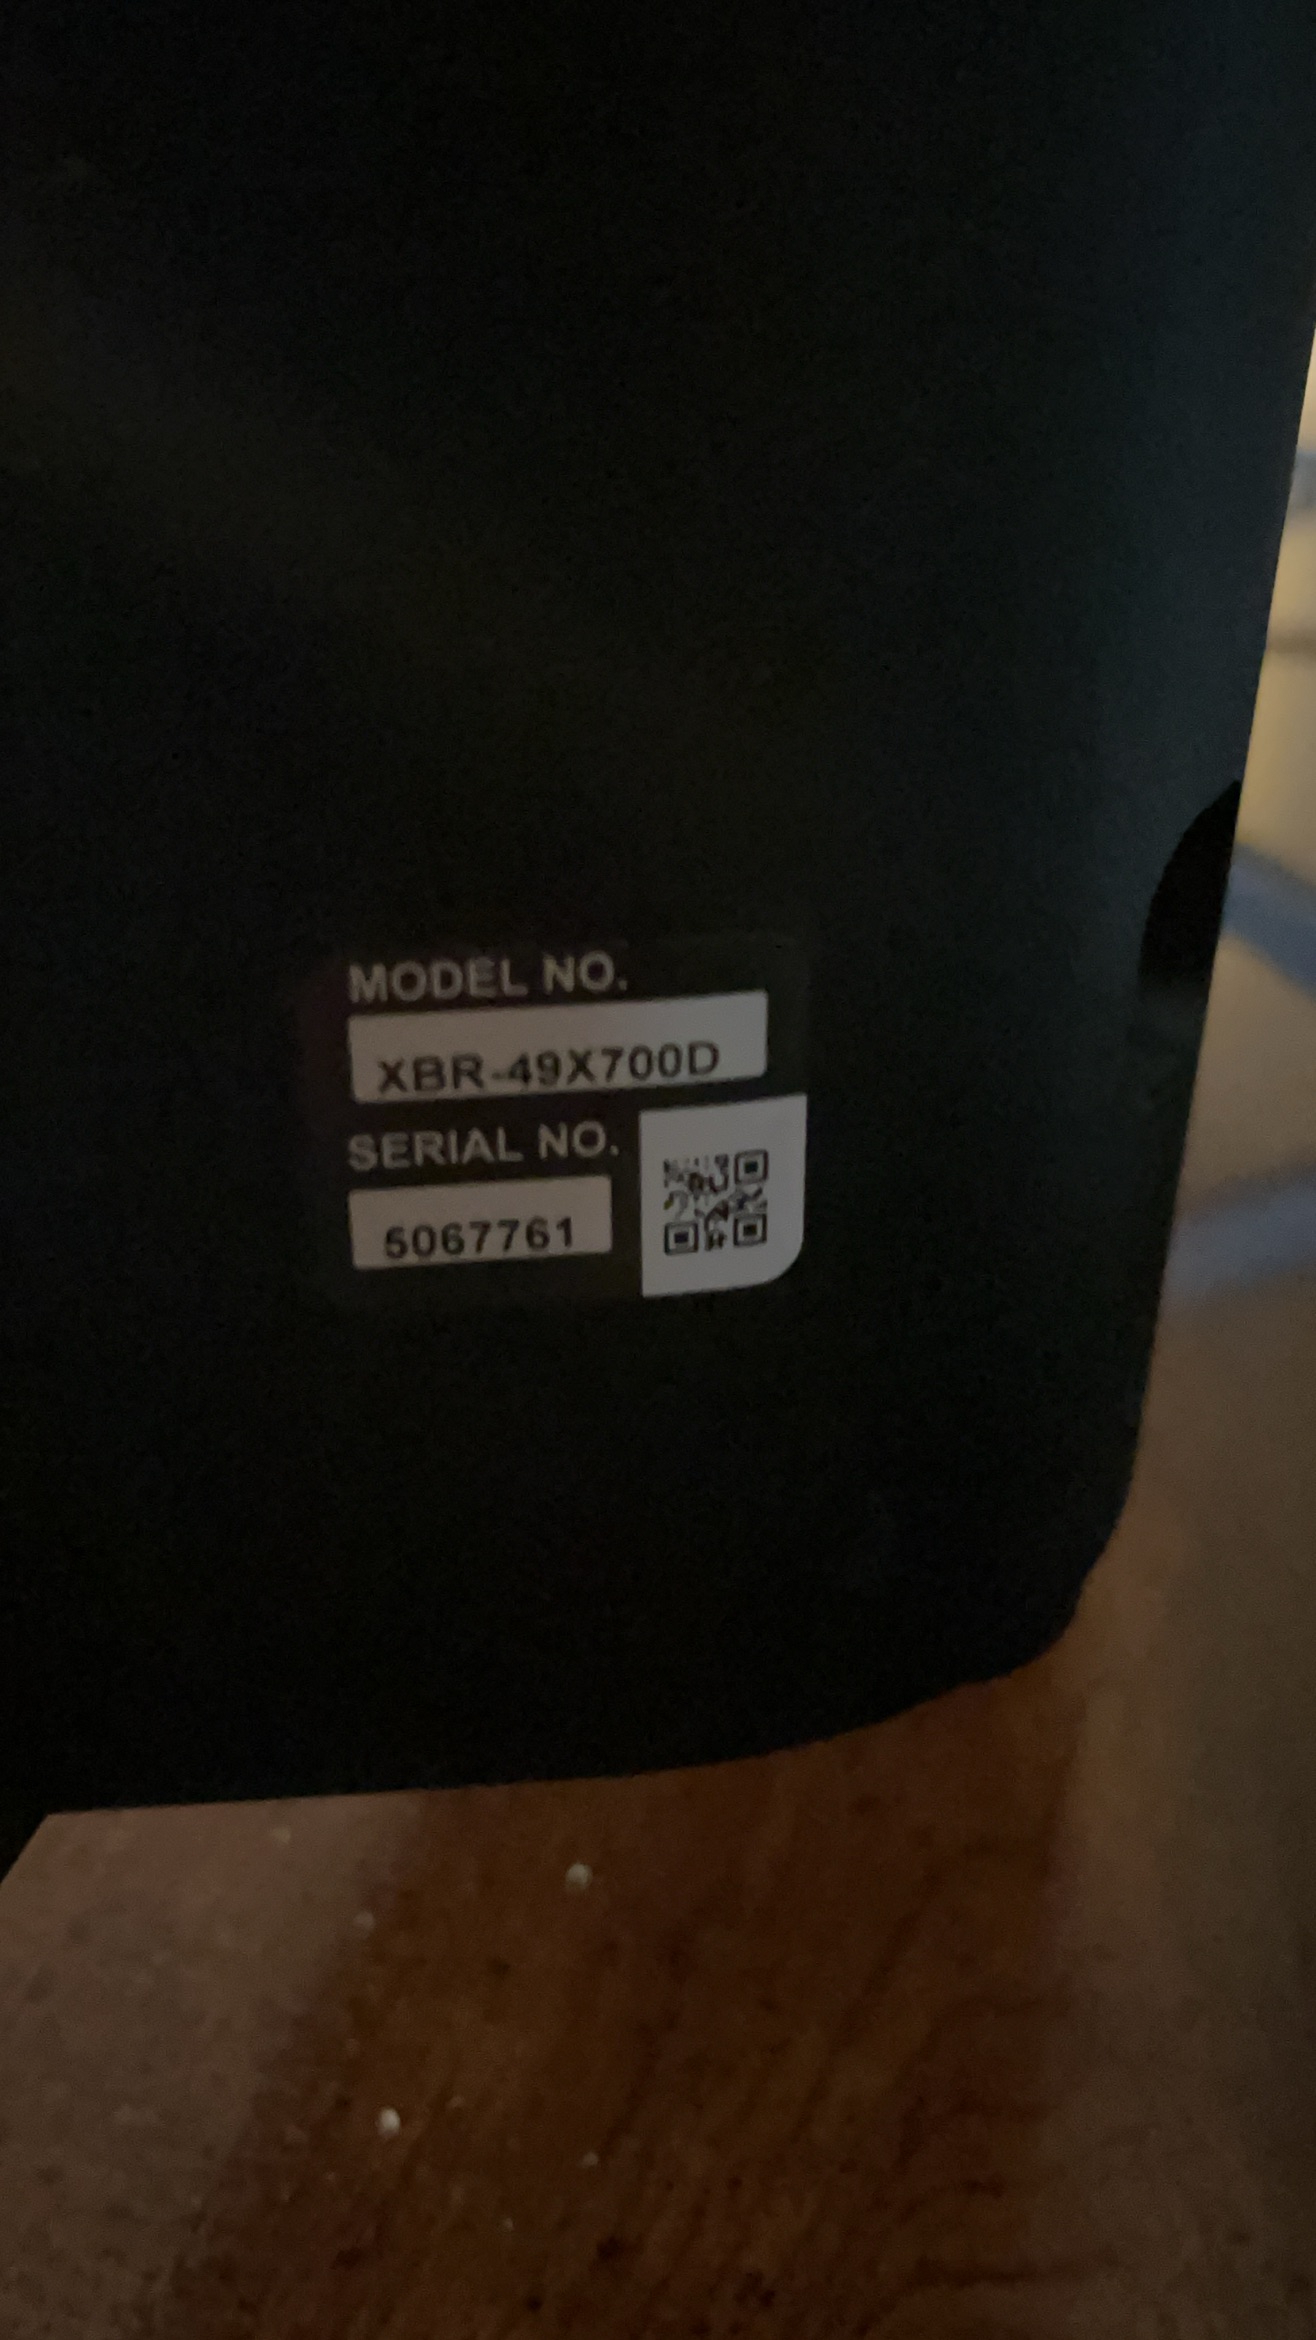 MODEL NO.
XBR-49X700D
SERIAL NO.
5067761